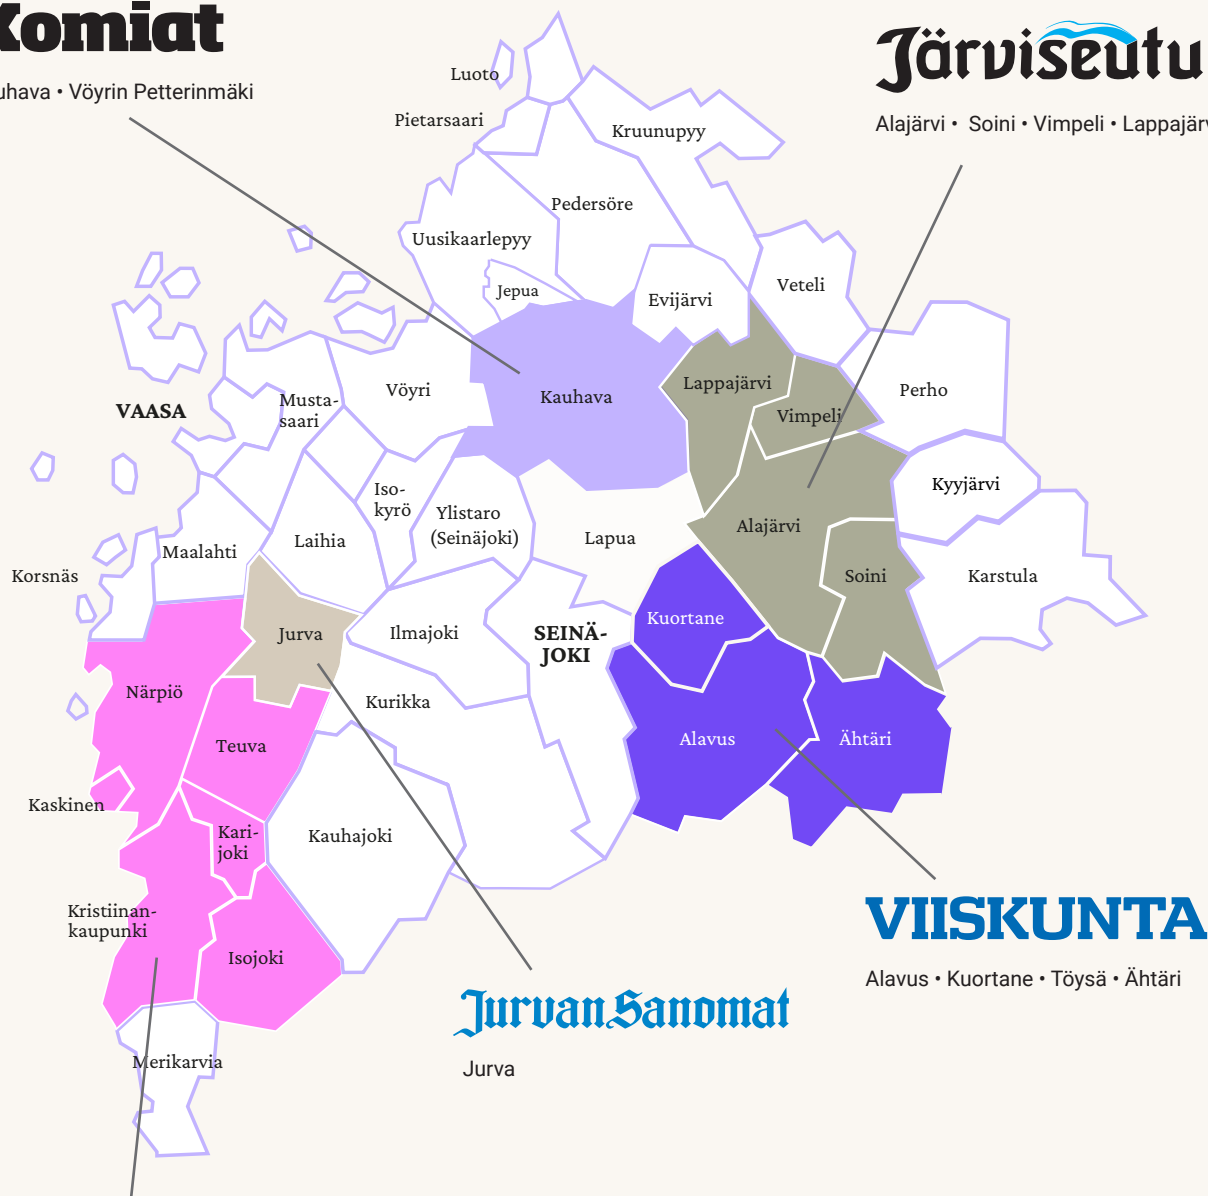 Komiat
uhava • Vöyrin Petterinmäki
Järviseutu
Alajärvi • Soini • Vimpeli • Lappajärv
Luoto
Pietarsaari
Kruunupyy
Pedersöre
Uusikaarlepyy
Jepua
Evijärvi
Veteli
Perho
Kauhava
Lappajärvi
Vimpeli
Vöyri
Musta-
saari
VAASA
Kyyjärvi
Iso-
kyrö
Ylistaro
(Seinäjoki)
Lapua
Alajärvi
Laihia
Maalahti
Korsnäs
Soini
Karstula
Kuortane
Jurva
Ilmajoki
SEINÄ-
JOKI
Närpiö
Kurikka
Teuva
Alavus
Ähtäri
Kaskinen
Kari-
joki
Kauhajoki
Kristiinan-
kaupunki
Isojoki
VIISKUNTA
Alavus • Kuortane • Töysä • Ähtäri
Jurvan Sanomat
Jurva
Merikarvia